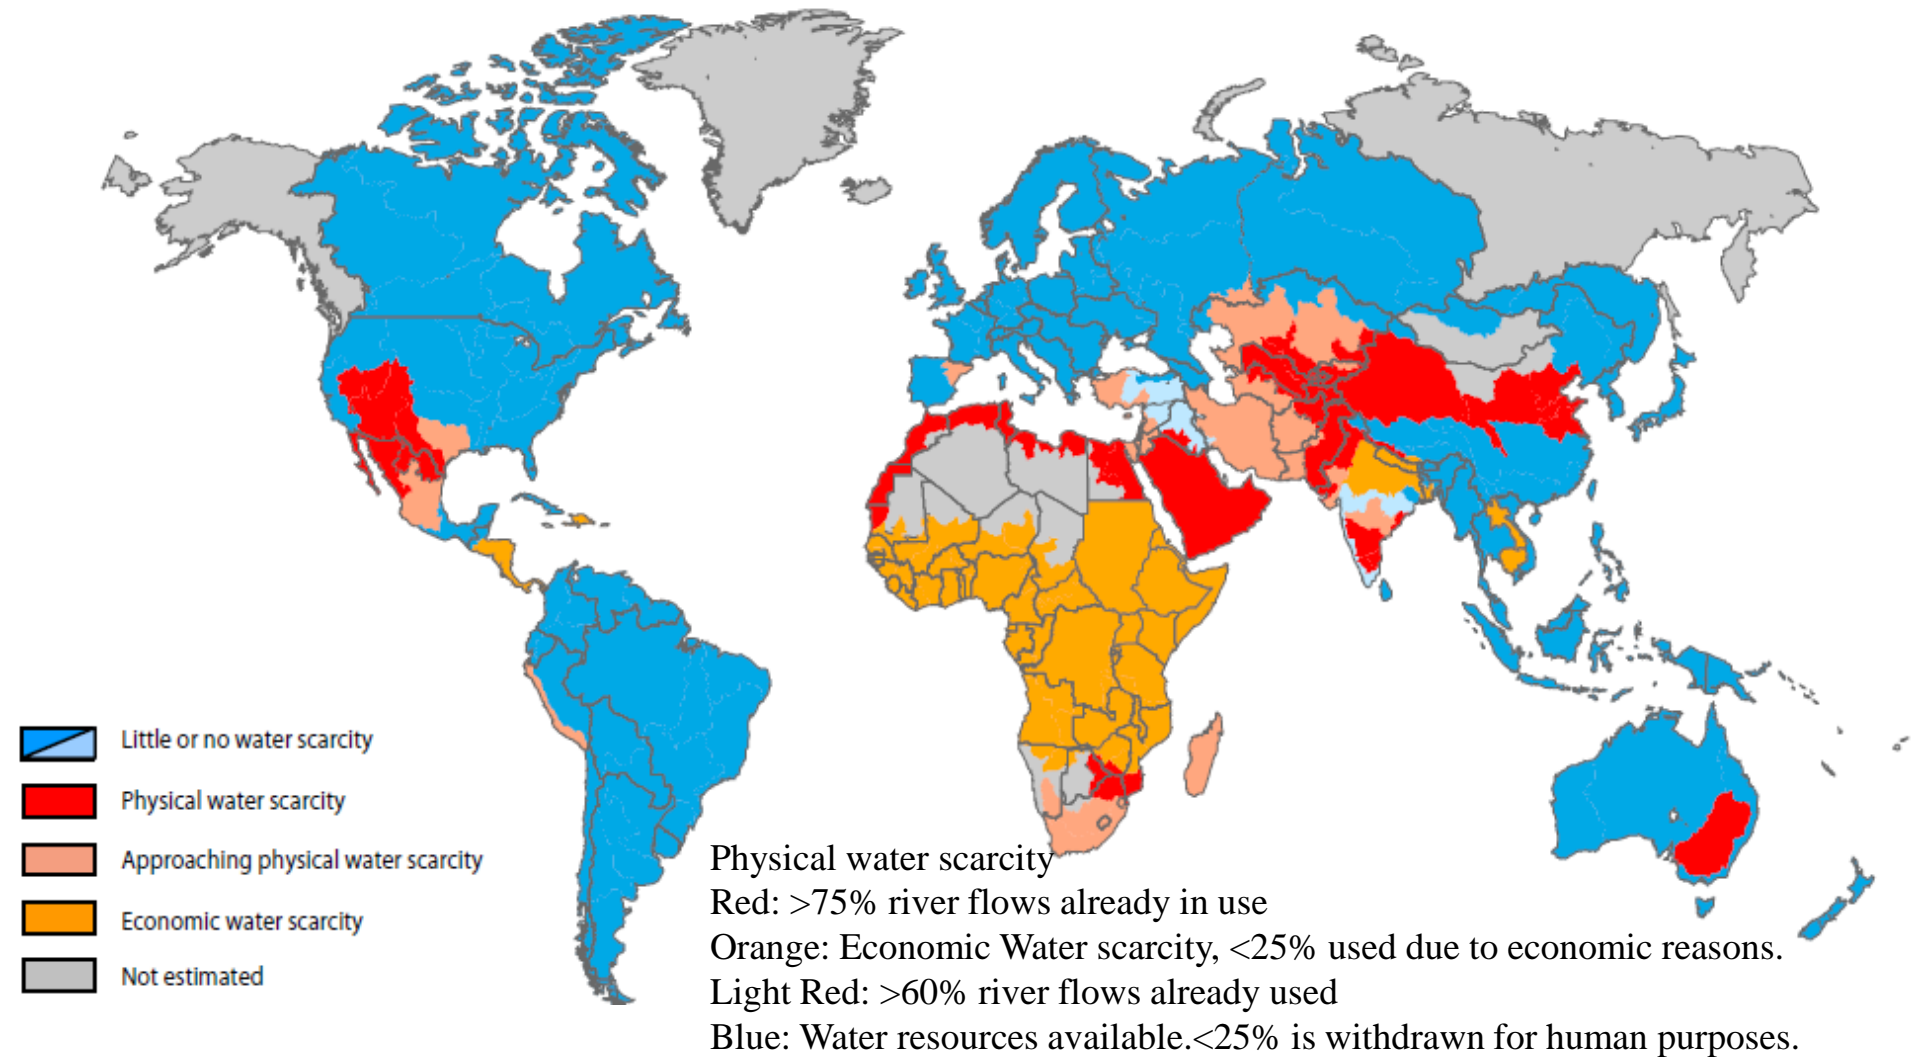 Little or no water scarcity
Physical water scarcity
Approaching physical water scarcity
Economic water scarcity
Not estimated
Physical water scarcity
Red: >75% river flows already in use
Orange: Economic Water scarcity, <25% used due to economic reasons.
Light Red: >60% river flows already used
Blue: Water resources available.<25% is withdrawn for human purposes.